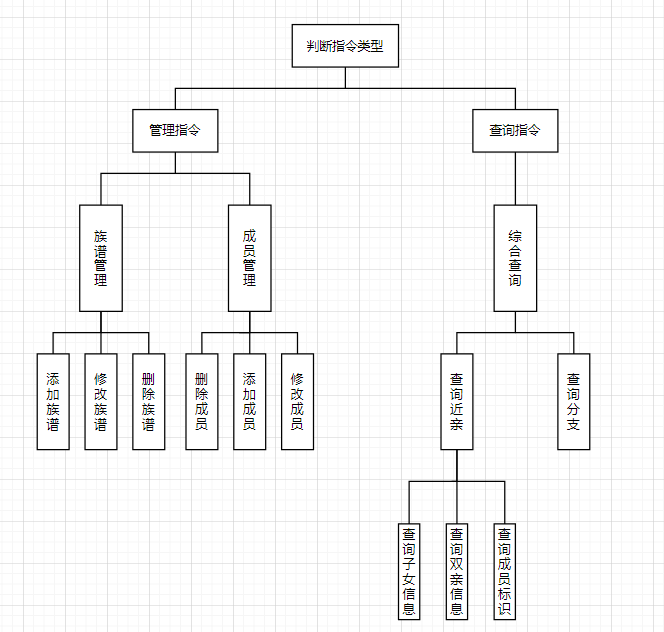 判断指令类型
管理指令
查询指令
族谱管理
成员管理
综合查询
添加族谱
修改族谱
删除族谱
删除成员
添加成员
修改成员
查询近亲
查询分支
查询子女信息
查询双亲信息
查询成员标识